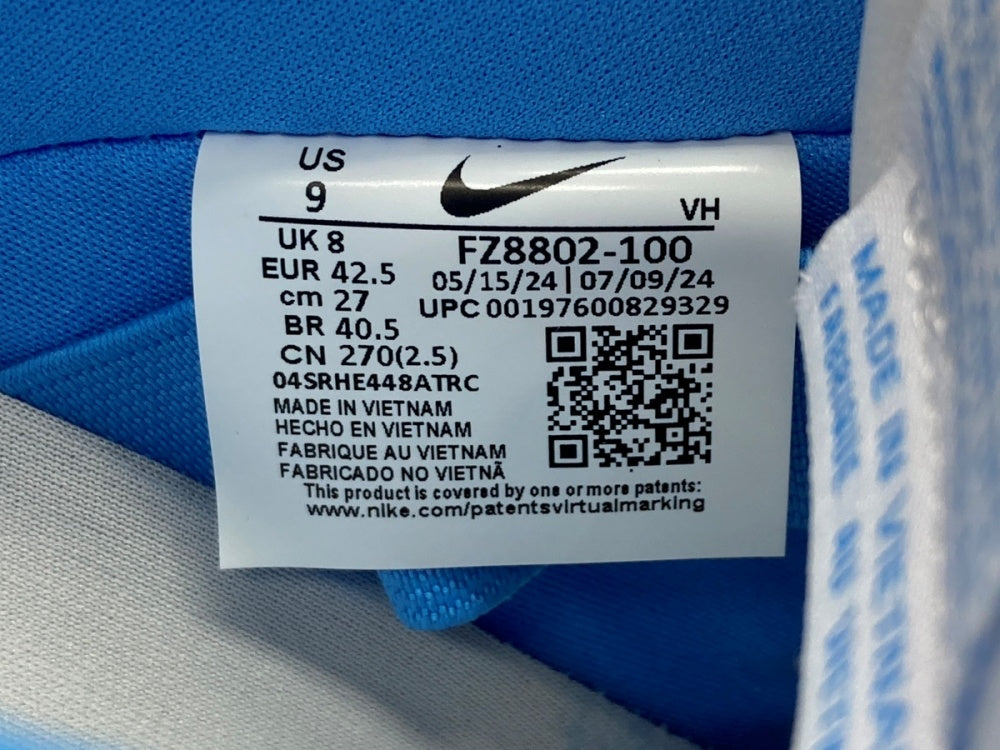 US
9
VH
UK 8
EUR 42.5
cm 27
BR 40.5
CN 270(2.5)
FZ8802-100
05/15/24 | 07/09/24
UPC 00197600829329
04SRHE448ATRC
MADE IN VIETNAM
HECHO EN VIETNAM
FABRIQUE AU VIETNAM
FABRICADO NO VIETNÃ
This product is covered by one or more patents:
www.nike.com/patentsvirtualmarking
MADE IN VIETNA
AU